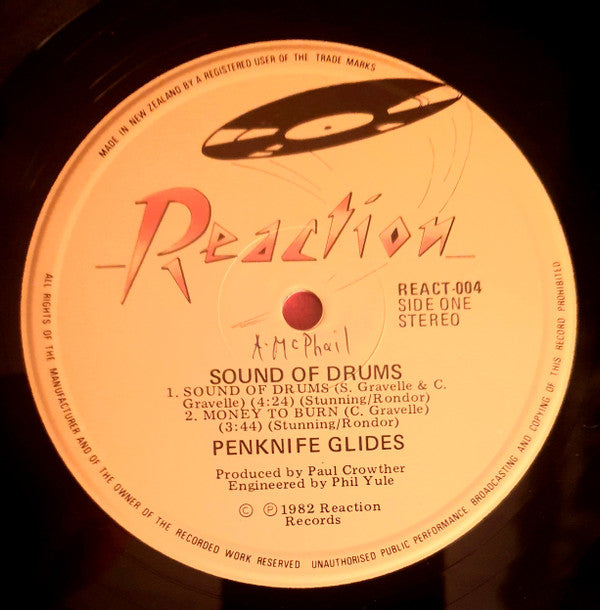 MADE IN NEW ZEALAND BY A REGISTERED USER OF THE TRADE MARKS
Reaction
REACT-004
SIDE ONE
STEREO
A. McPhail
SOUND OF DRUMS
1. SOUND OF DRUMS (S. Gravelle & C.
Gravelle) (4:24) (Stunning/Rondor)
2. MONEY TO BURN (C. Gravelle)
(3:44) (Stunning/Rondor)
PENKNIFE GLIDES
Produced by Paul Crowther
Engineered by Phil Yule
© ℗ 1982 Reaction
Records
ALL RIGHTS OF THE MANUFACTURER AND OF THE OWNER OF THE RECORDED WORK RESERVED UNAUTHORISED PUBLIC PERFORMANCE, BROADCASTING AND COPYING OF THIS RECORD PROHIBITED.